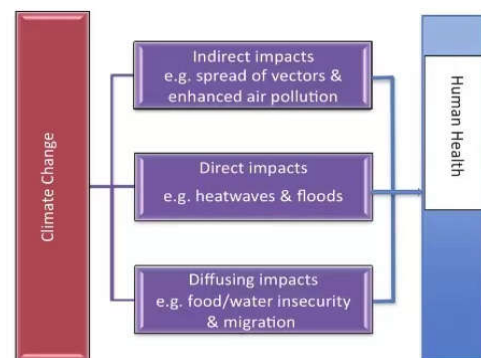 Climate Change
Indirect impacts
e.g. spread of vectors &
enhanced air pollution
Direct impacts
e.g. heatwaves & floods
Diffusing impacts
e.g. food/water insecurity
& migration
Human Health